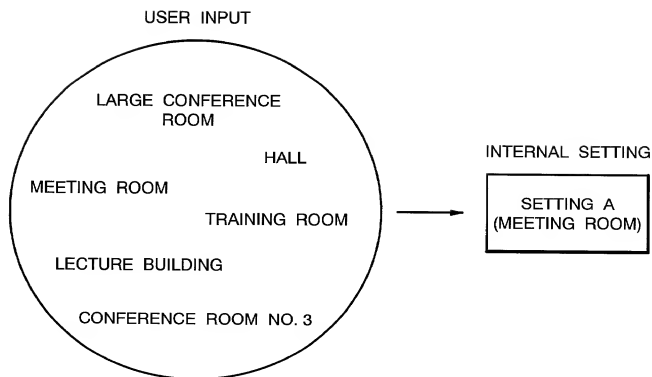 USER INPUT
LARGE CONFERENCE
ROOM
HALL
MEETING ROOM
TRAINING ROOM
LECTURE BUILDING
CONFERENCE ROOM NO. 3
INTERNAL SETTING
SETTING A
(MEETING ROOM)